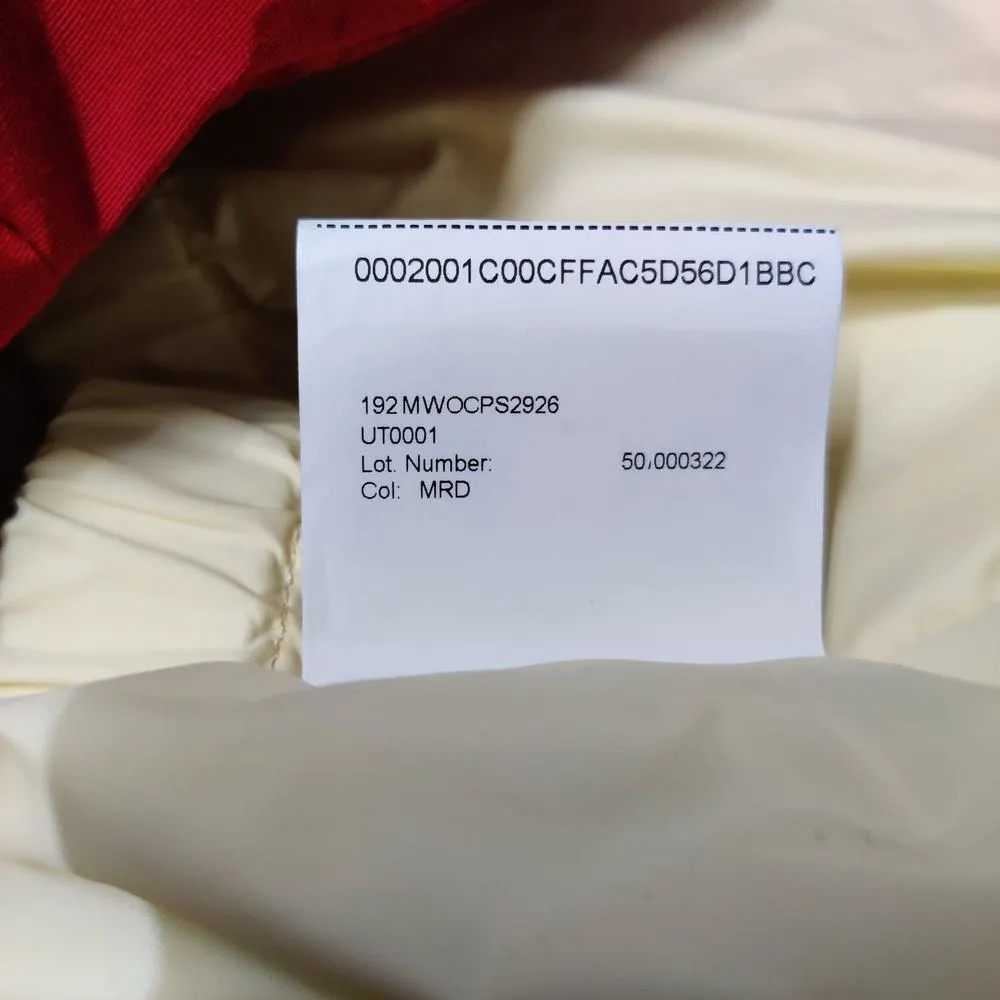 0002001C00CFFAC5D56D1BBC
192 MWOCPS2926
UT0001
Lot. Number: 50/000322
Col: MRD